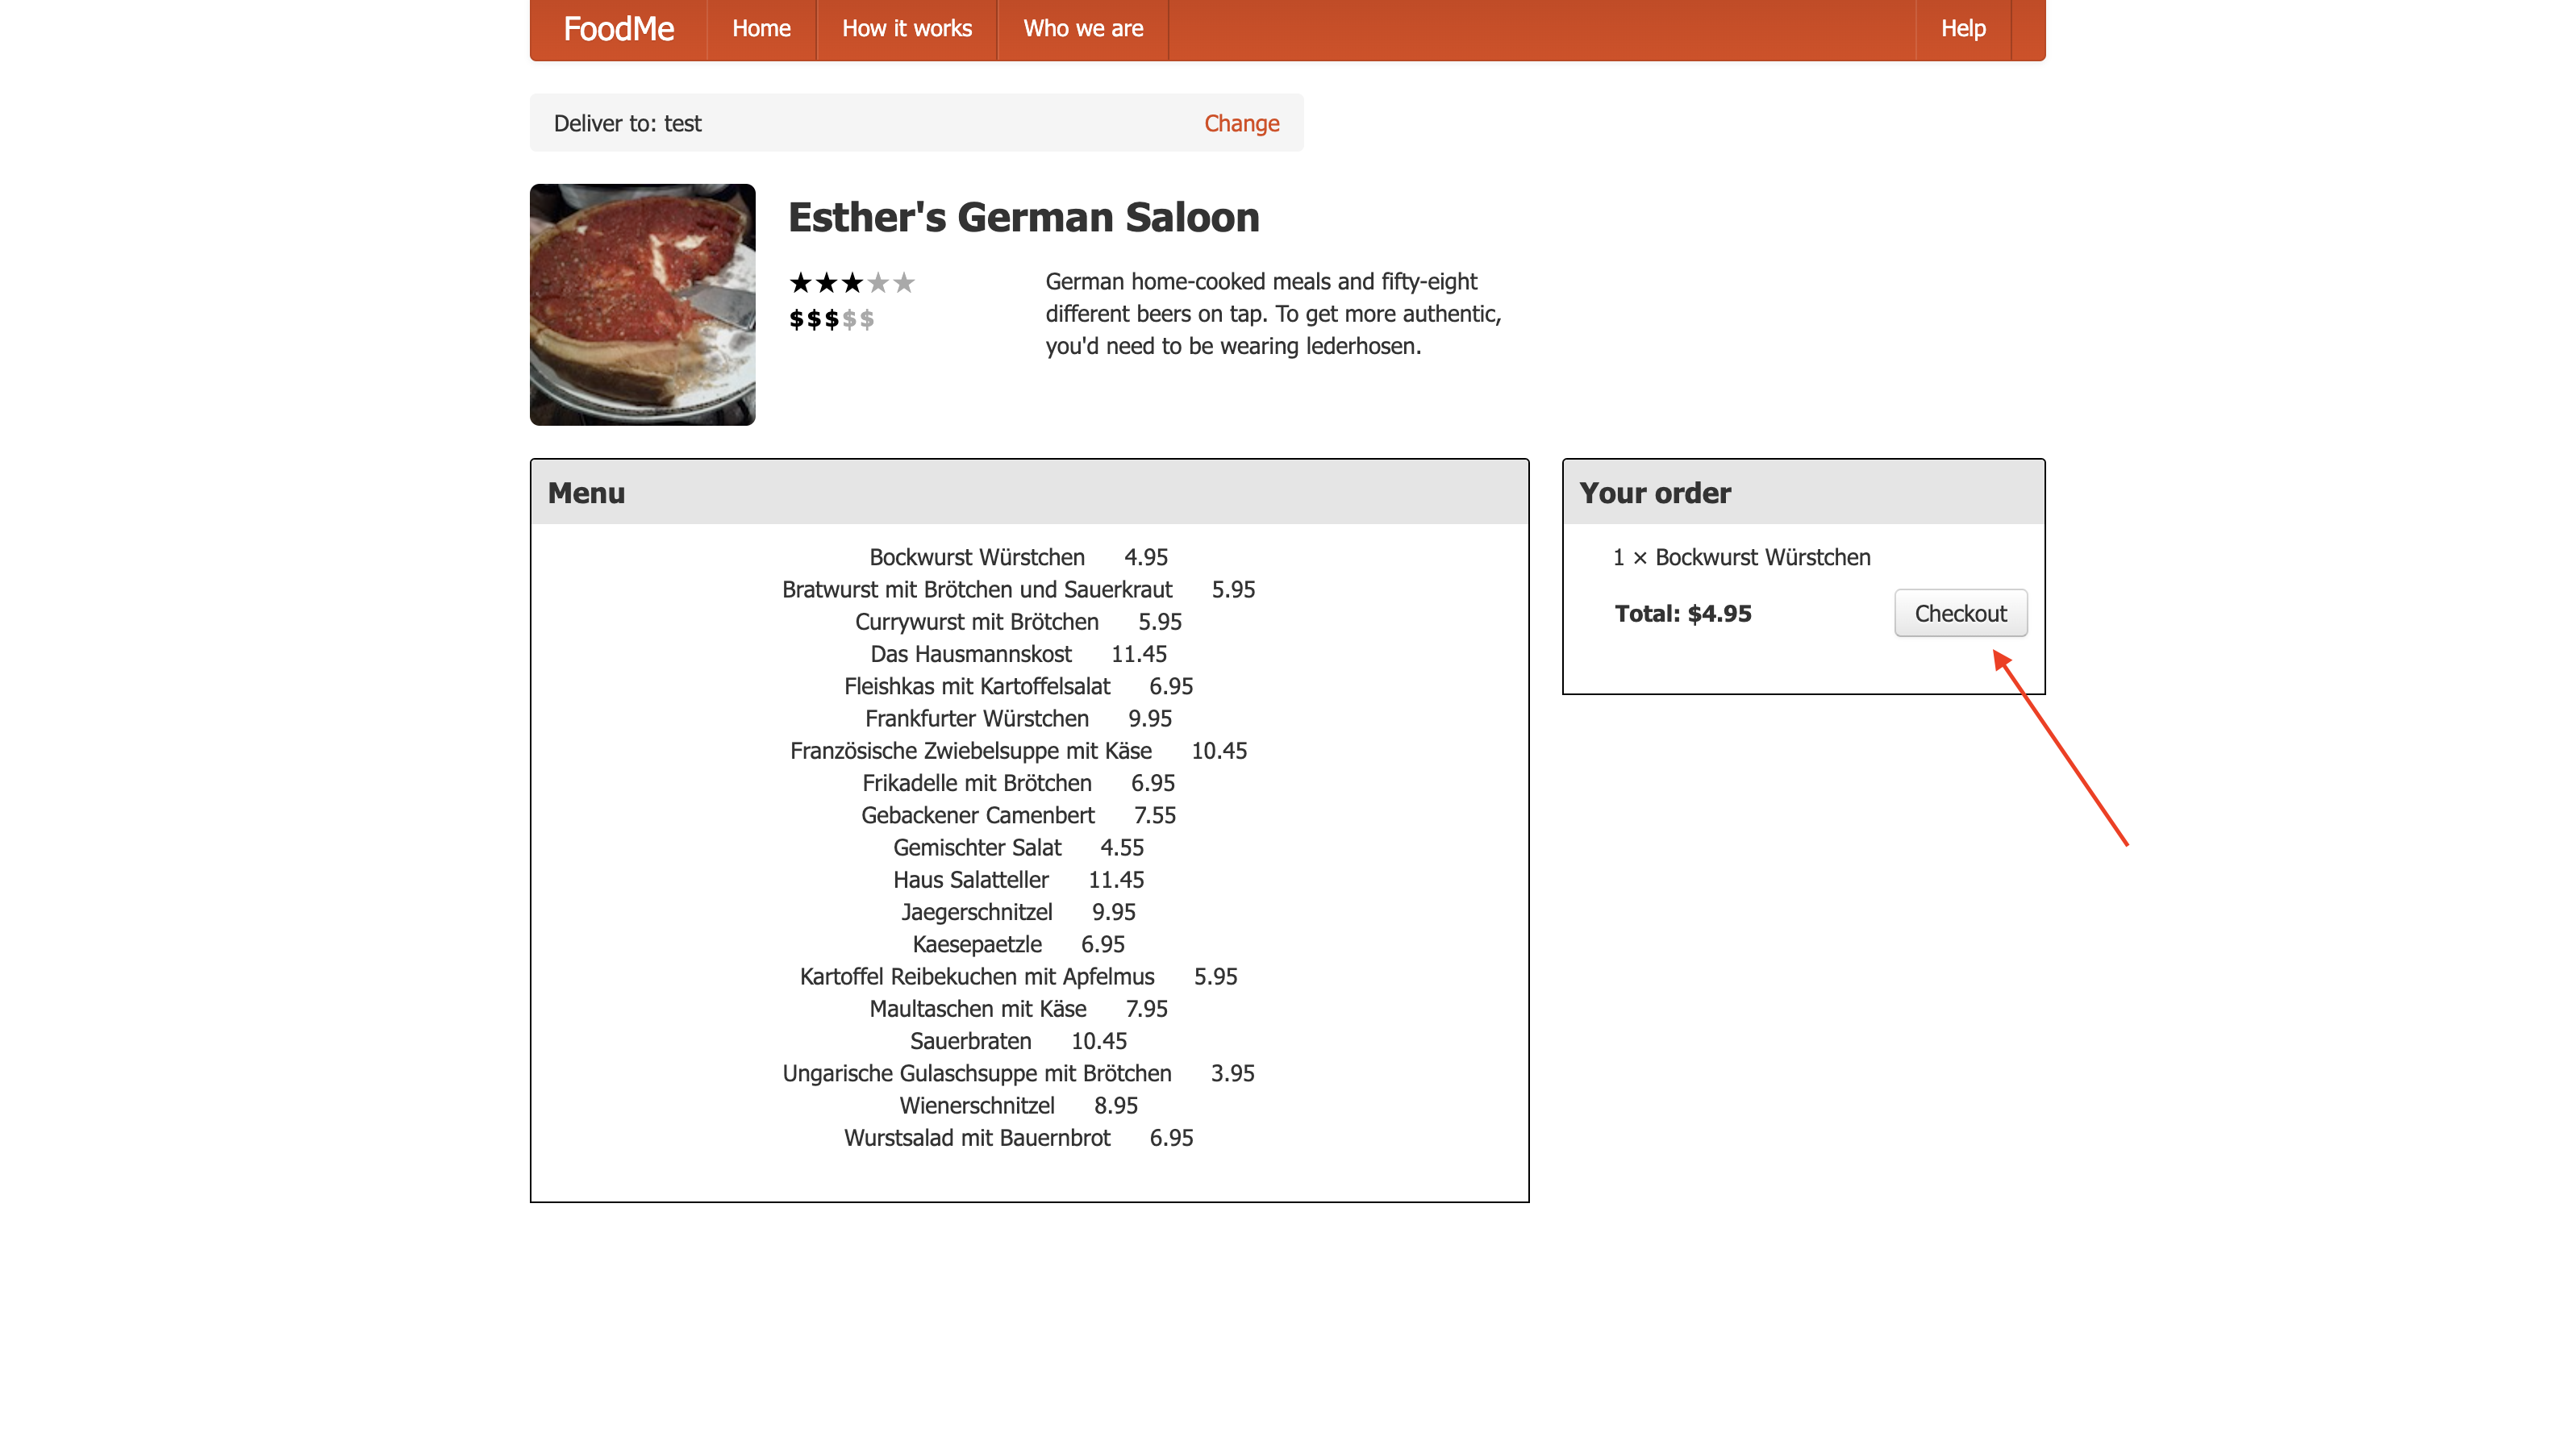 FoodMe Home How it works Who we are Help
Deliver to: test Change
Esther's German Saloon
★★★★★
$$$$$
German home-cooked meals and fifty-eight
different beers on tap. To get more authentic,
you'd need to be wearing lederhosen.
Menu
Bockwurst Würstchen 4.95
Bratwurst mit Brötchen und Sauerkraut 5.95
Currywurst mit Brötchen 5.95
Das Hausmannskost 11.45
Fleishkas mit Kartoffelsalat 6.95
Frankfurter Würstchen 9.95
Französische Zwiebelsuppe mit Käse 10.45
Frikadelle mit Brötchen 6.95
Gebackener Camenbert 7.55
Gemischter Salat 4.55
Haus Salatteller 11.45
Jaegerschnitzel 9.95
Kaesepaetzle 6.95
Kartoffel Reibekuchen mit Apfelmus 5.95
Maultaschen mit Käse 7.95
Sauerbraten 10.45
Ungarische Gulaschsuppe mit Brötchen 3.95
Wienerschnitzel 8.95
Wurstsalad mit Bauernbrot 6.95
Your order
1 × Bockwurst Würstchen
Total: $4.95 Checkout